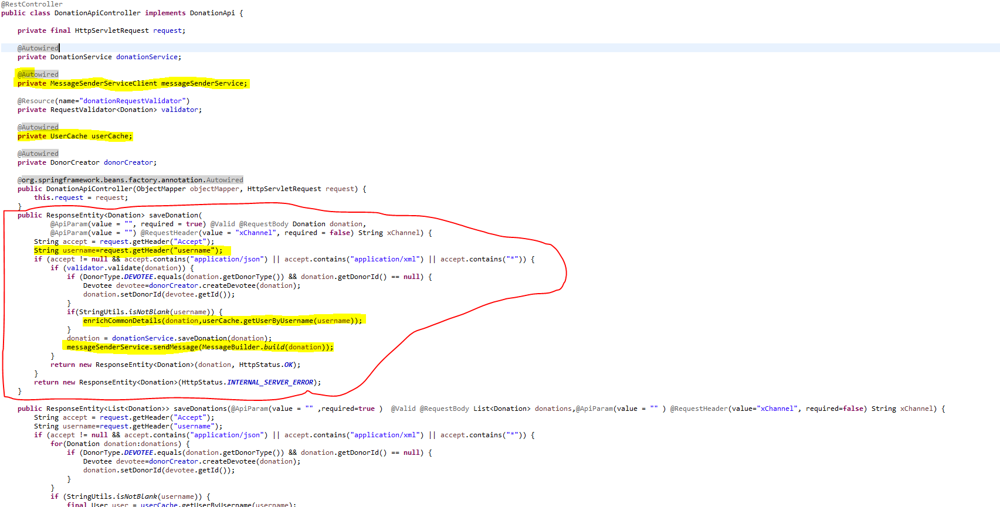 @RestController
public class DonationApiController implements DonationApi {
private final HttpServletRequest request;
@Autowired
private DonationService donationService;
@Autowired
private MessageSenderServiceClient messageSenderService;
@Resource(name="donationRequestValidator")
private RequestValidator<Donation> validator;
@Autowired
private UserCache userCache;
@Autowired
private DonorCreator donorCreator;
@org.springframework.beans.factory.annotation.Autowired
public DonationApiController(ObjectMapper objectMapper, HttpServletRequest request) {
this.request = request;
}
public ResponseEntity<Donation> saveDonation(
@ApiParam(value = "", required = true) @Valid @RequestBody Donation donation,
@ApiParam(value = "") @RequestHeader(value = "xChannel", required = false) String xChannel) {
String accept = request.getHeader("Accept");
String username=request.getHeader("username");
if (accept != null && accept.contains("application/json") || accept.contains("application/xml") || accept.contains("*")) {
if (validator.validate(donation)) {
if (DonorType.DEVOTEE.equals(donation.getDonorType()) && donation.getDonorId() == null) {
Devotee devotee=donorCreator.createDevotee(donation);
donation.setDonorId(devotee.getId());
}
if(StringUtils.isNotBlank(username)) {
enrichCommonDetails(donation,userCache.getUserByUsername(username));
}
donation = donationService.saveDonation(donation);
messageSenderService.sendMessage(MessageBuilder.build(donation));
}
return new ResponseEntity<Donation>(donation, HttpStatus.OK);
}
return new ResponseEntity<Donation>(HttpStatus.INTERNAL_SERVER_ERROR);
}
public ResponseEntity<List<Donation>> saveDonations(@ApiParam(value = "" ,required=true )  @Valid @RequestBody List<Donation> donations,@ApiParam(value = "" ) @RequestHeader(value="xChannel", required=false) String xChannel) {
String accept = request.getHeader("Accept");
String username=request.getHeader("username");
if (accept != null && accept.contains("application/json") || accept.contains("application/xml") || accept.contains("*")) {
for(Donation donation:donations) {
if (DonorType.DEVOTEE.equals(donation.getDonorType()) && donation.getDonorId() == null) {
Devotee devotee=donorCreator.createDevotee(donation);
donation.setDonorId(devotee.getId());
}
}
if (StringUtils.isNotBlank(username)) {
final User user = userCache.getUserByUsername(username);